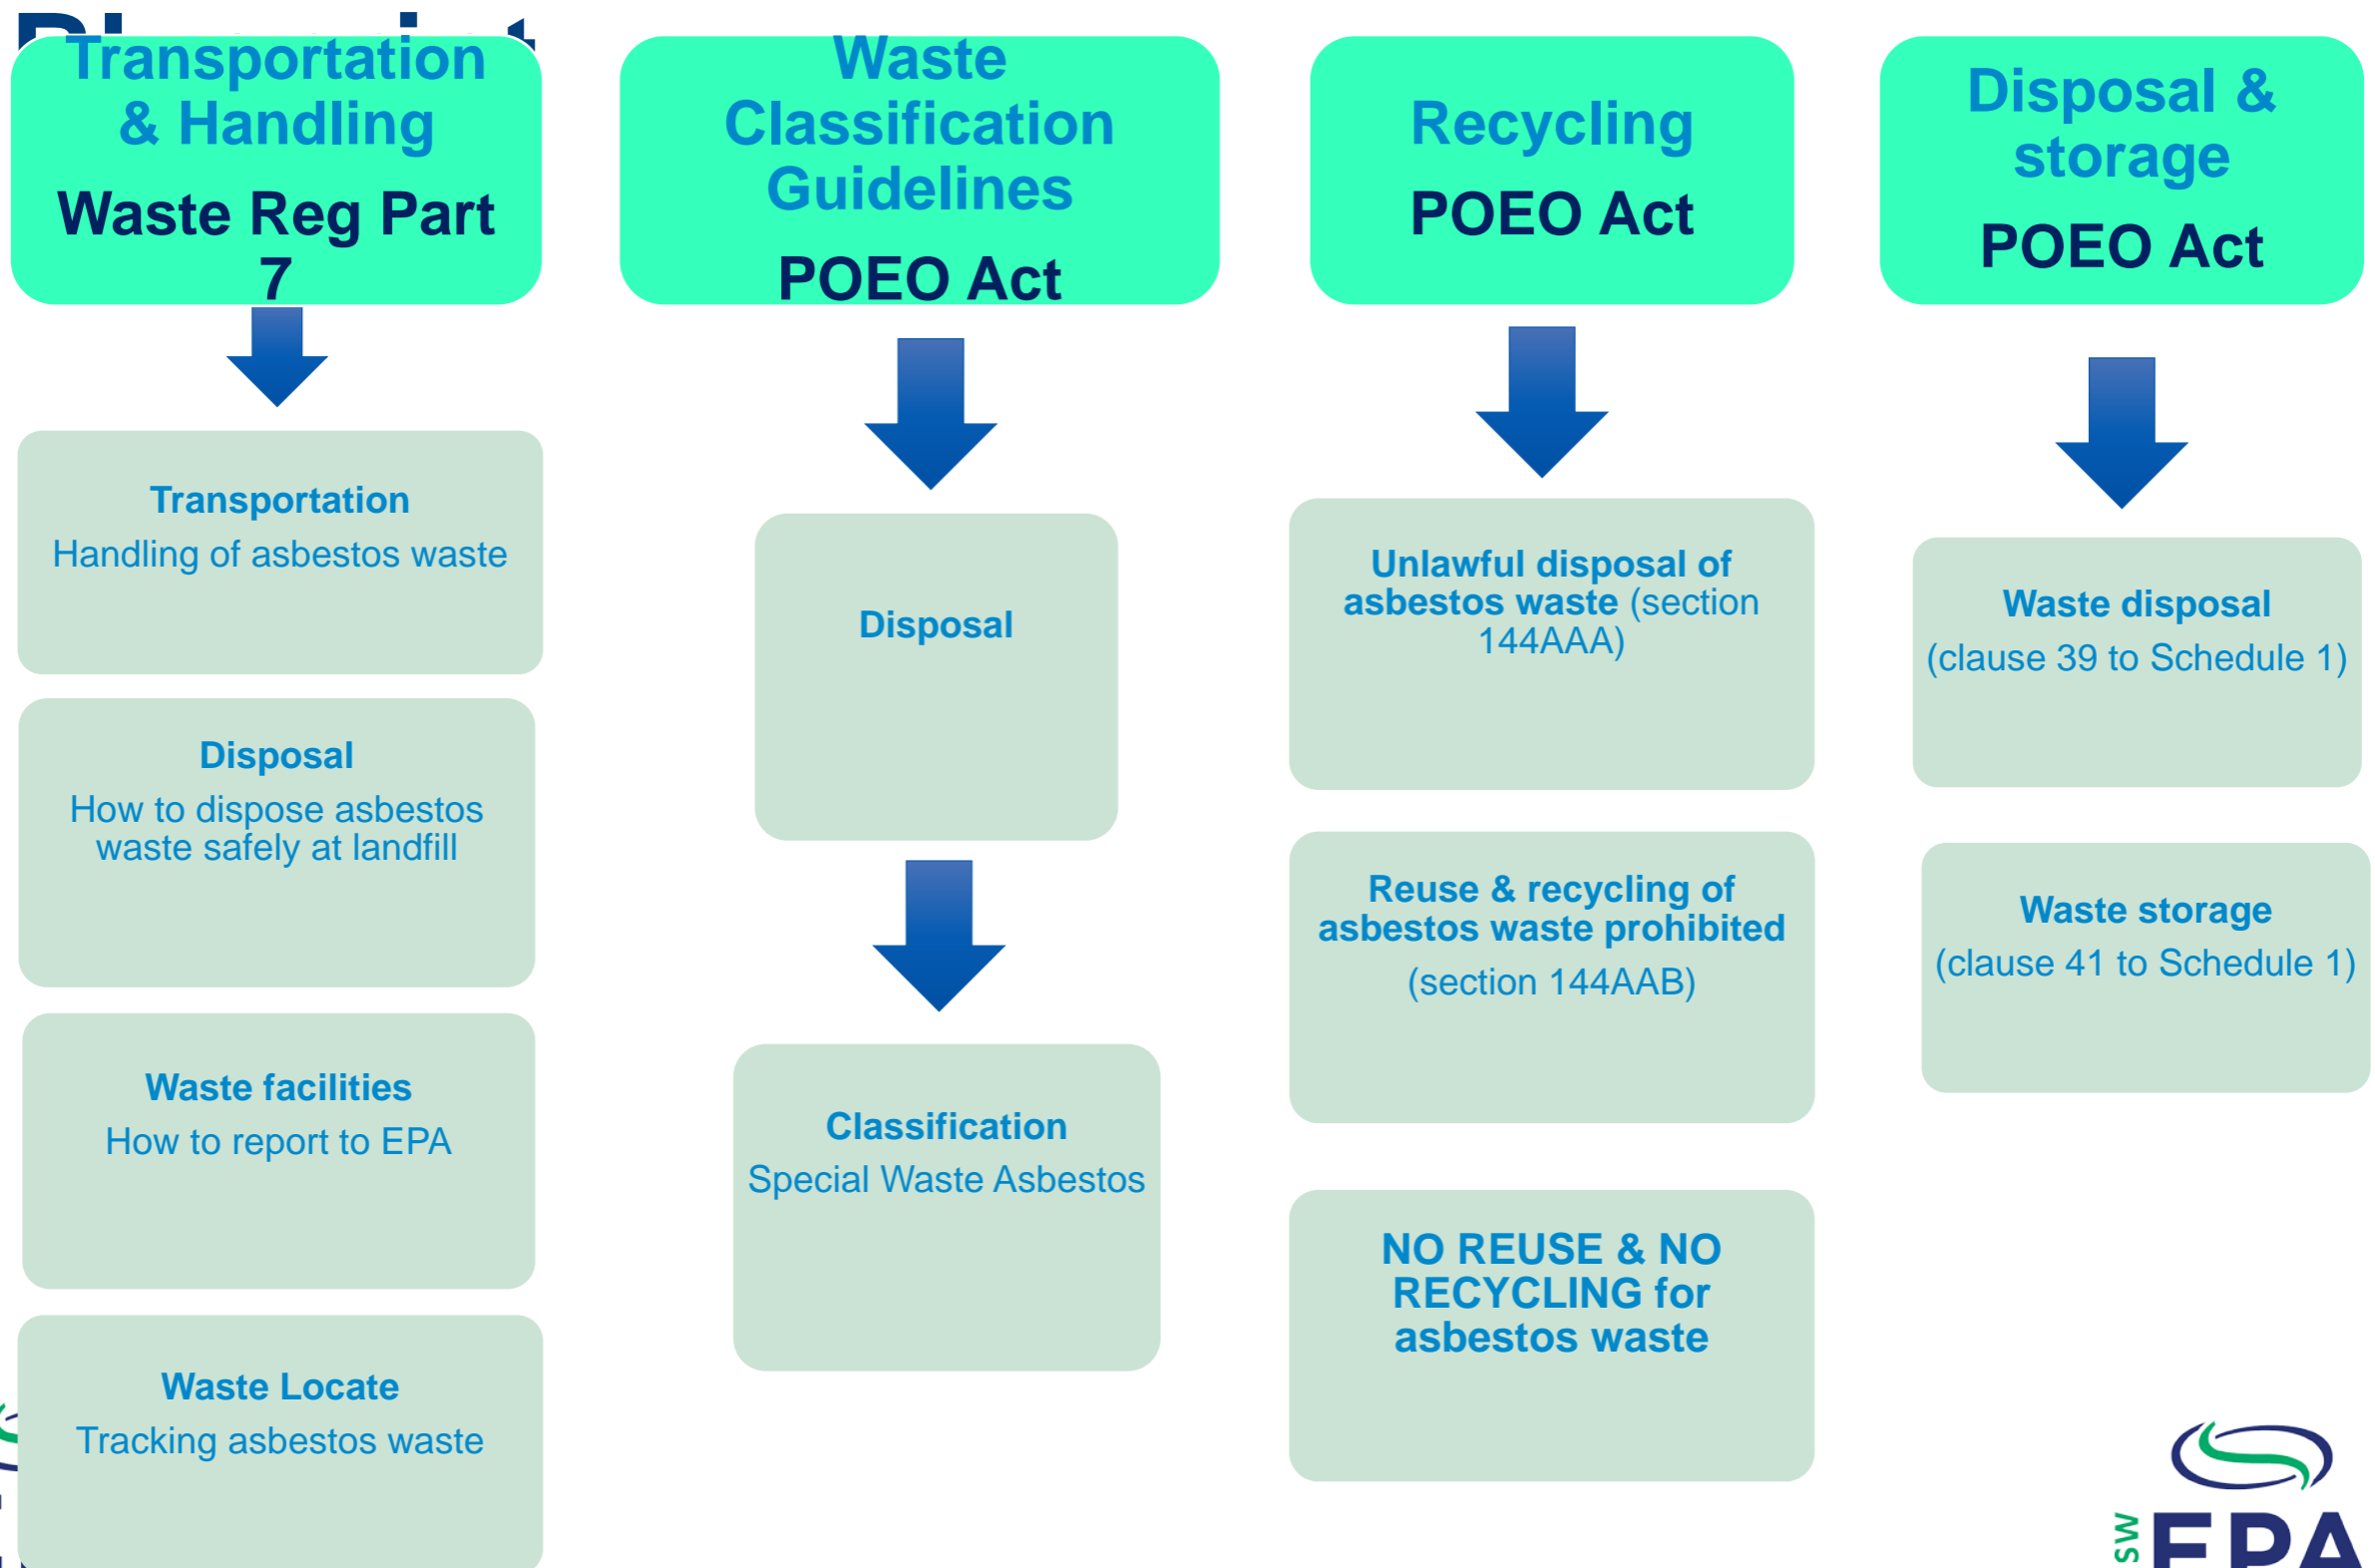 Transportation
& Handling
Waste Reg Part
7
Transportation
Handling of asbestos waste
Disposal
How to dispose asbestos
waste safely at landfill
Waste facilities
How to report to EPA
Waste Locate
Tracking asbestos waste
Waste
Classification
Guidelines
POEO Act
Disposal
Classification
Special Waste Asbestos
Recycling
POEO Act
Unlawful disposal of
asbestos waste (section
144AAA)
Reuse & recycling of
asbestos waste prohibited
(section 144AAB)
NO REUSE & NO
RECYCLING for
asbestos waste
Disposal &
storage
POEO Act
Waste disposal
(clause 39 to Schedule 1)
Waste storage
(clause 41 to Schedule 1)
EPA